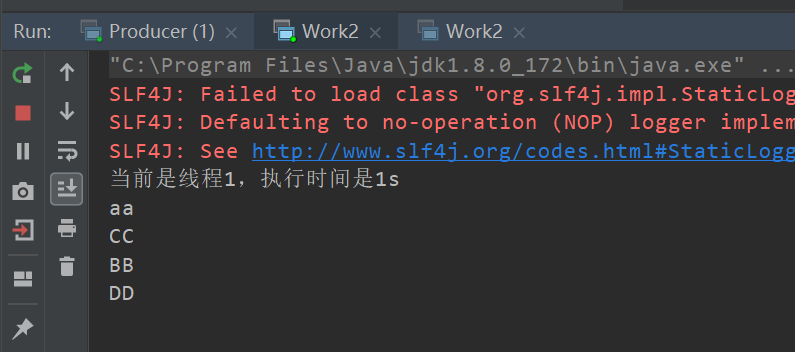 Run: Producer (1) × Work2 × Work2 ×
"C:\Program Files\Java\jdk1.8.0_172\bin\java.exe" ...
SLF4J: Failed to load class "org.slf4j.impl.StaticLogg
SLF4J: Defaulting to no-operation (NOP) logger implem
SLF4J: See http://www.slf4j.org/codes.html#StaticLogg
当前是线程1，执行时间是1s
aa
CC
BB
DD